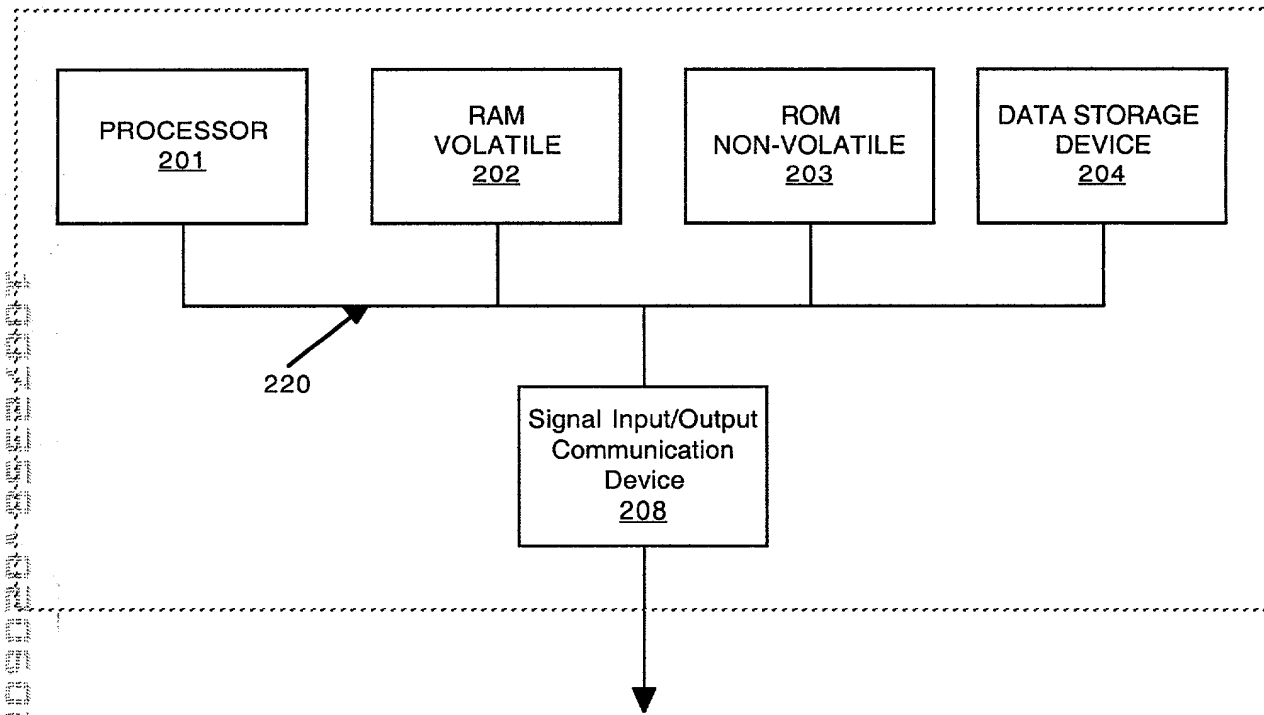 PROCESSOR
201
RAM
VOLATILE
202
ROM
NON-VOLATILE
203
DATA STORAGE
DEVICE
204
220
Signal Input/Output
Communication
Device
208